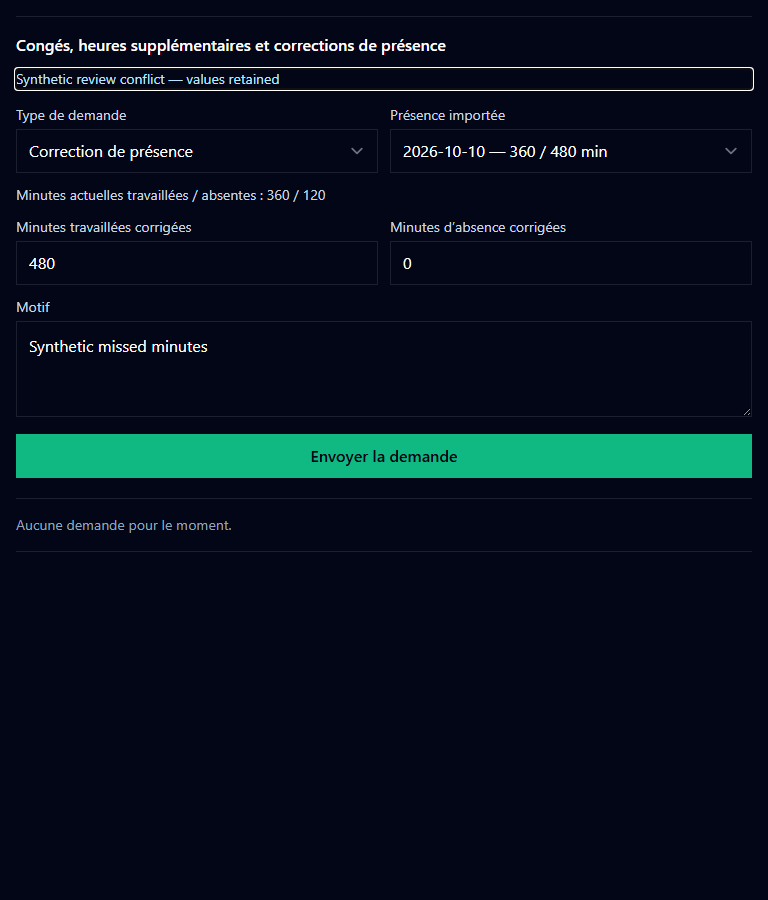 Congés, heures supplémentaires et corrections de présence
Synthetic review conflict — values retained
Type de demande
Présence importée
Correction de présence
2026-10-10 — 360 / 480 min
Minutes actuelles travaillées / absentes : 360 / 120
Minutes travaillées corrigées
Minutes d'absence corrigées
480
0
Motif
Synthetic missed minutes
Envoyer la demande
Aucune demande pour le moment.